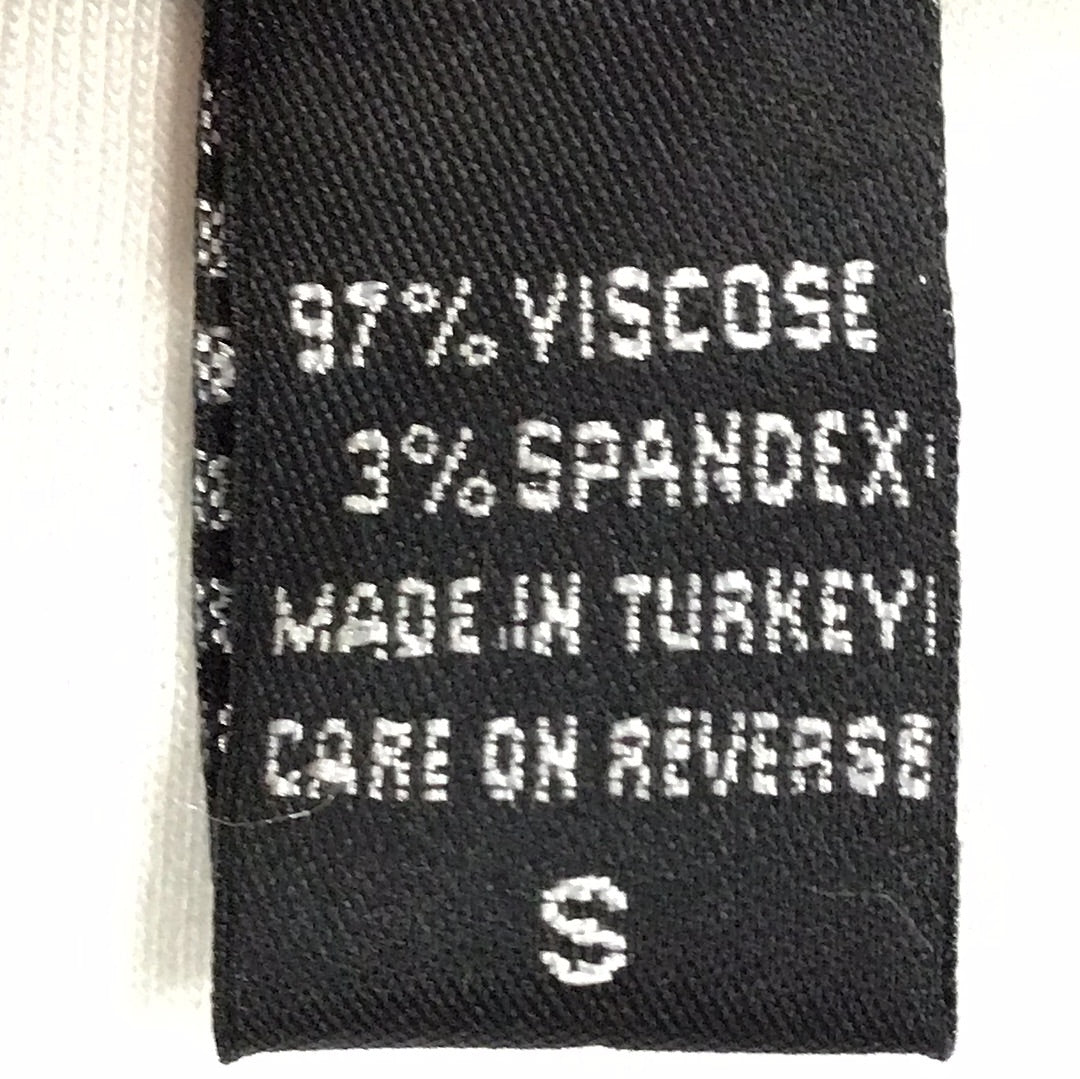 97% VISCOSE
3% SPANDEX
MADE IN TURKEY
CARE ON REVERSE
S